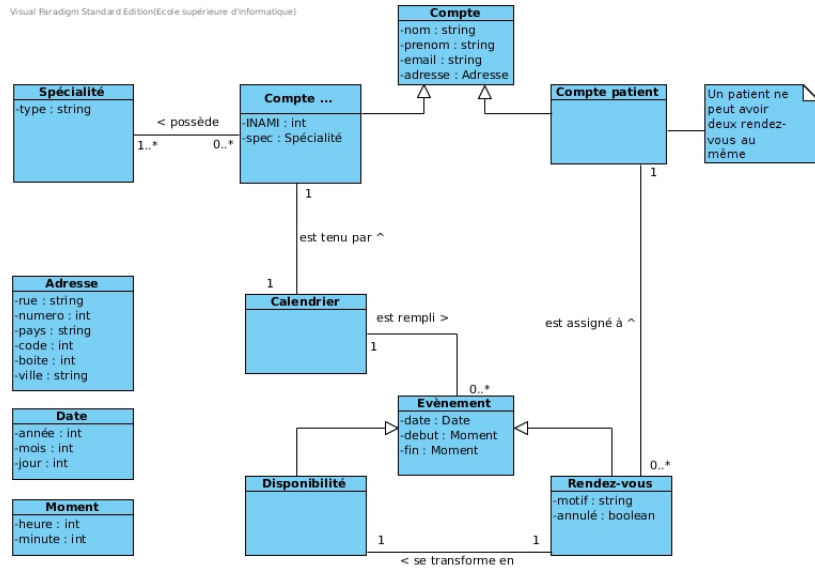 Visual Paradigm Standard Edition(Ecole supérieure d'informatique)
Compte
-nom : string
-prenom : string
-email : string
-adresse : Adresse
Spécialité
-type : string
< possède
1..*
0..*
Compte ...
-INAMI : int
-spec : Spécialité
Compte patient
Un patient ne
peut avoir
deux rendez-
vous au
même
1
1
est tenu par ^
1
Calendrier
est rempli >
1
0..*
est assigné à ^
Adresse
-rue : string
-numero : int
-pays : string
-code : int
-boite : int
-ville : string
Date
-année : int
-mois : int
-jour : int
Moment
-heure : int
-minute : int
Evènement
-date : Date
-debut : Moment
-fin : Moment
0..*
Disponibilité
Rendez-vous
-motif : string
-annulé : boolean
1
1
< se transforme en